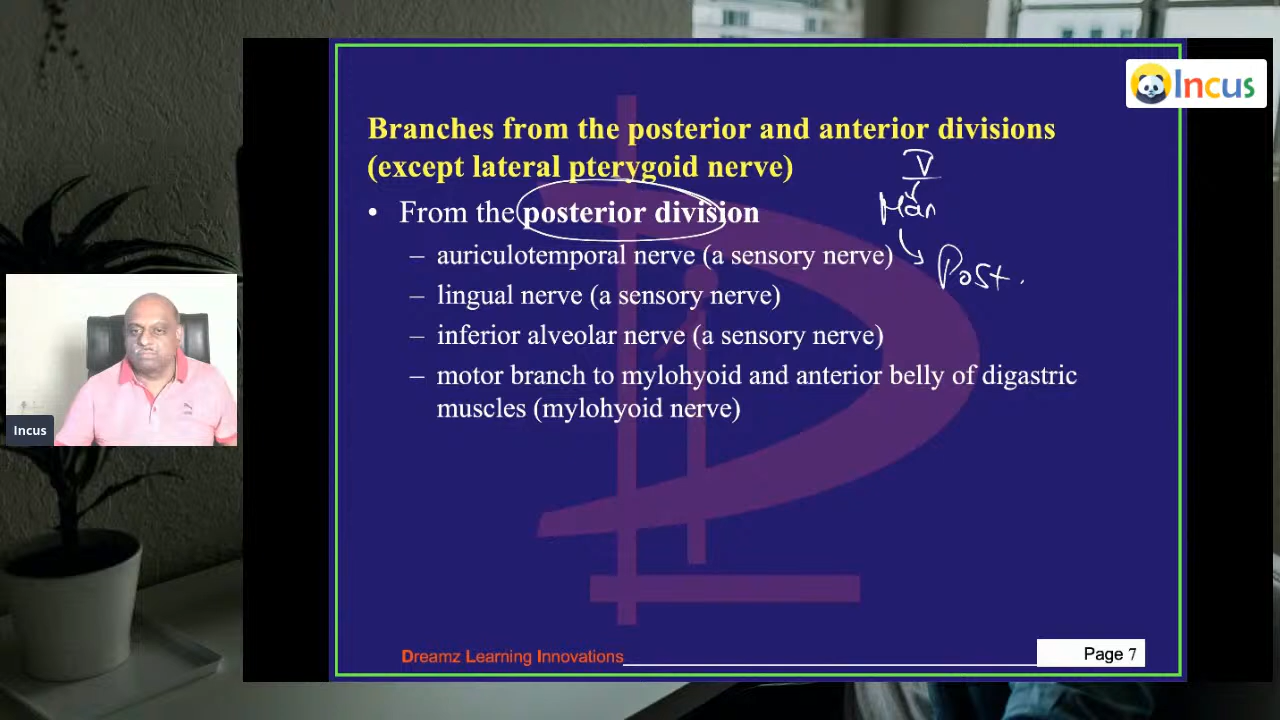 Incus
Branches from the posterior and anterior divisions
(except lateral pterygoid nerve)
V
Man
Post.
• From the posterior division
– auriculotemporal nerve (a sensory nerve)
– lingual nerve (a sensory nerve)
– inferior alveolar nerve (a sensory nerve)
– motor branch to mylohyoid and anterior belly of digastric
muscles (mylohyoid nerve)
Incus
Dreamz Learning Innovations
Page 7